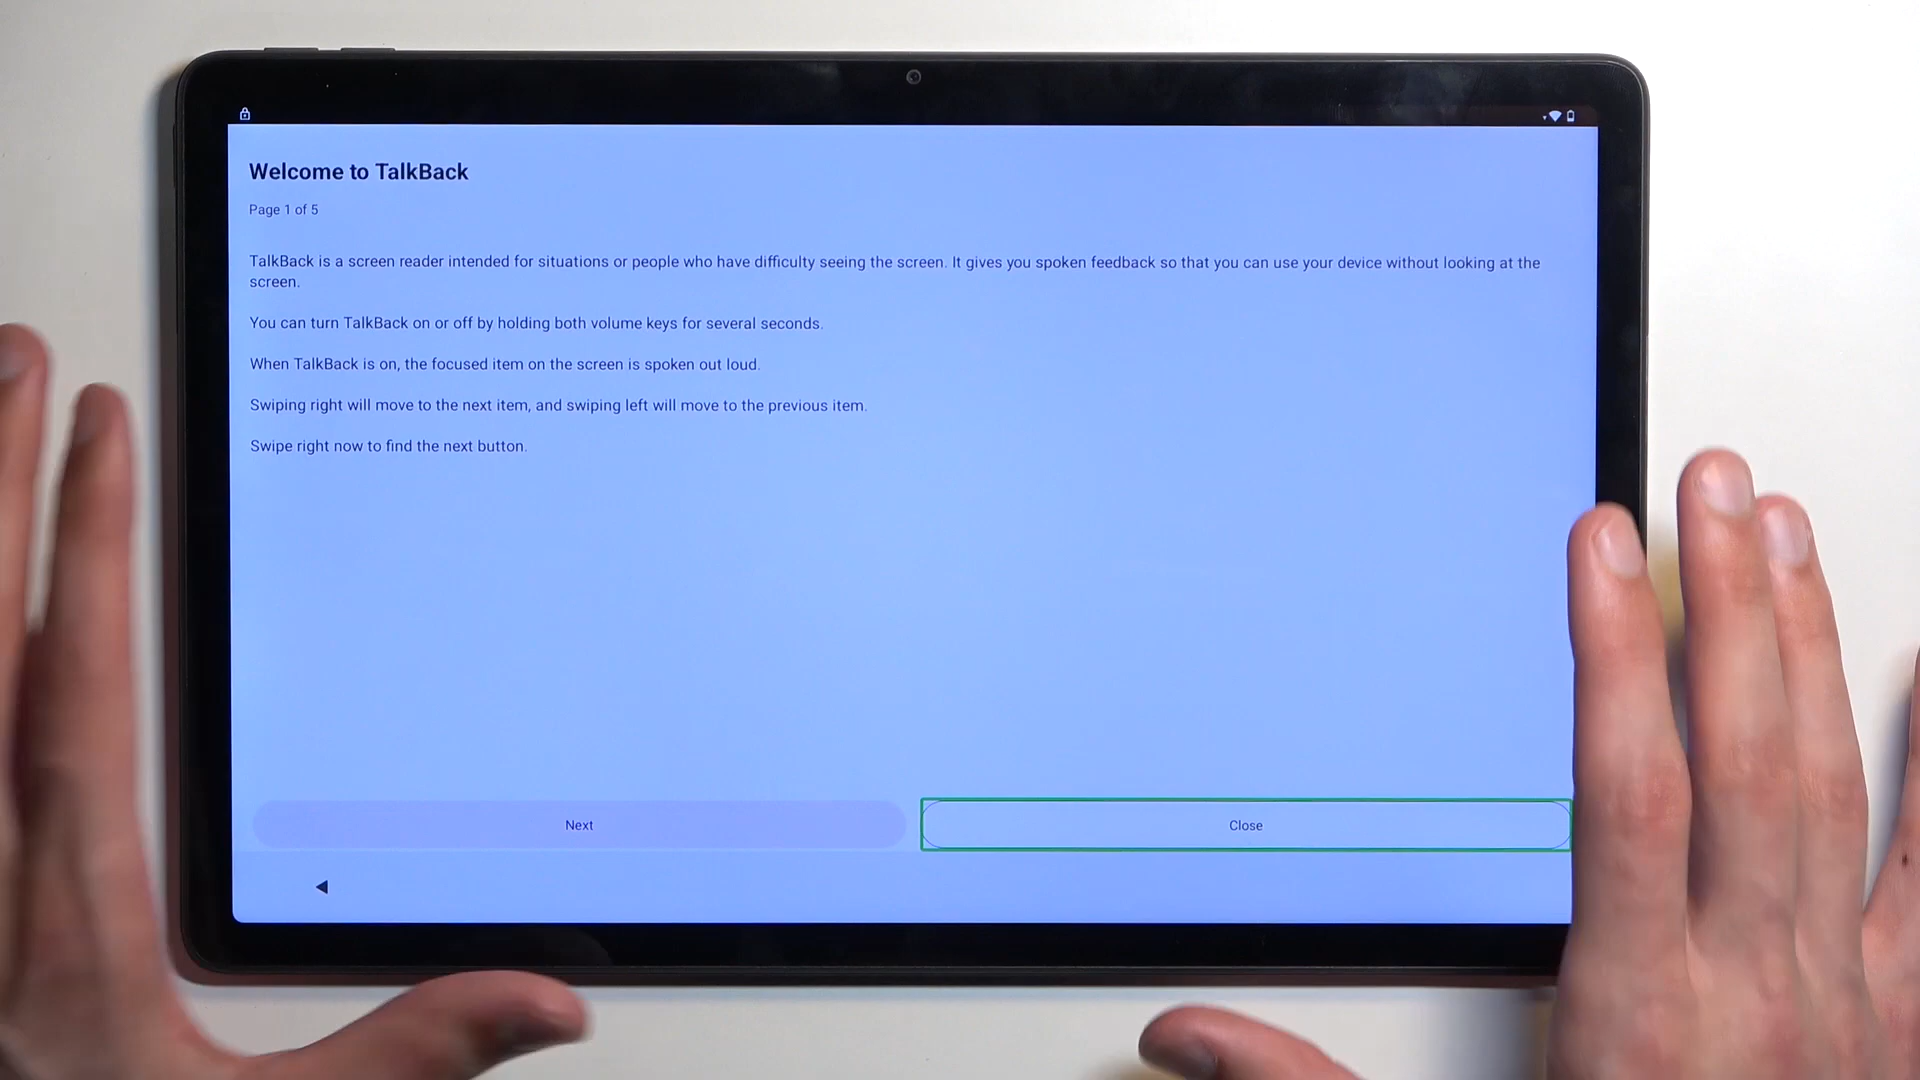 Welcome to TalkBack
Page 1 of 5
TalkBack is a screen reader intended for situations or people who have difficulty seeing the screen. It gives you spoken feedback so that you can use your device without looking at the
screen.
You can turn TalkBack on or off by holding both volume keys for several seconds.
When TalkBack is on, the focused item on the screen is spoken out loud.
Swiping right will move to the next item, and swiping left will move to the previous item.
Swipe right now to find the next button.
Next
Close